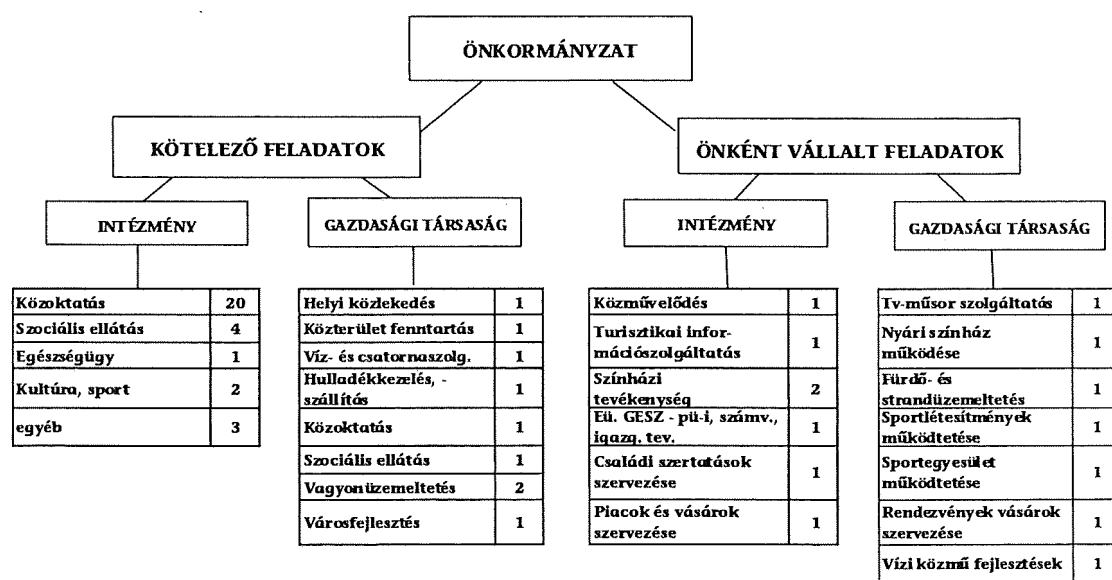 ÖNKORMÁNYZAT
KÖTELEZŐ FELADATOK
ÖNKÉNT VÁLLALT FELADATOK
INTÉZMÉNY
GAZDASÁGI TÁRSASÁG
INTÉZMÉNY
GAZDASÁGI TÁRSASÁG
Közoktatás 20
Szociális ellátás 4
Egészségügy 1
Kultúra, sport 2
egyéb 3
Helyi közlekedés 1
Közterület fenntartás 1
Víz- és csatornaszolg. 1
Hulladékkezelés, -
szállítás 1
Közoktatás 1
Szociális ellátás 1
Vagyonüzemeltetés 2
Városfejlesztés 1
Közművelődés 1
Turisztikai infor-
mációszolgáltatás 1
Színházi
tevékenység 2
Eü. GESZ - pü-i, számv.,
igazg. tev. 1
Családi szertatások
szervezése 1
Piacok és vásárok
szervezése 1
Tv-műsor szolgáltatás 1
Nyári színház
működése 1
Fürdő- és
strandüzemeltetés 1
Sportlétesítmények
működtetése 1
Sportegyesület
működtetése 1
Rendezvények vásárok
szervezése 1
Vízi közmű fejlesztések 1